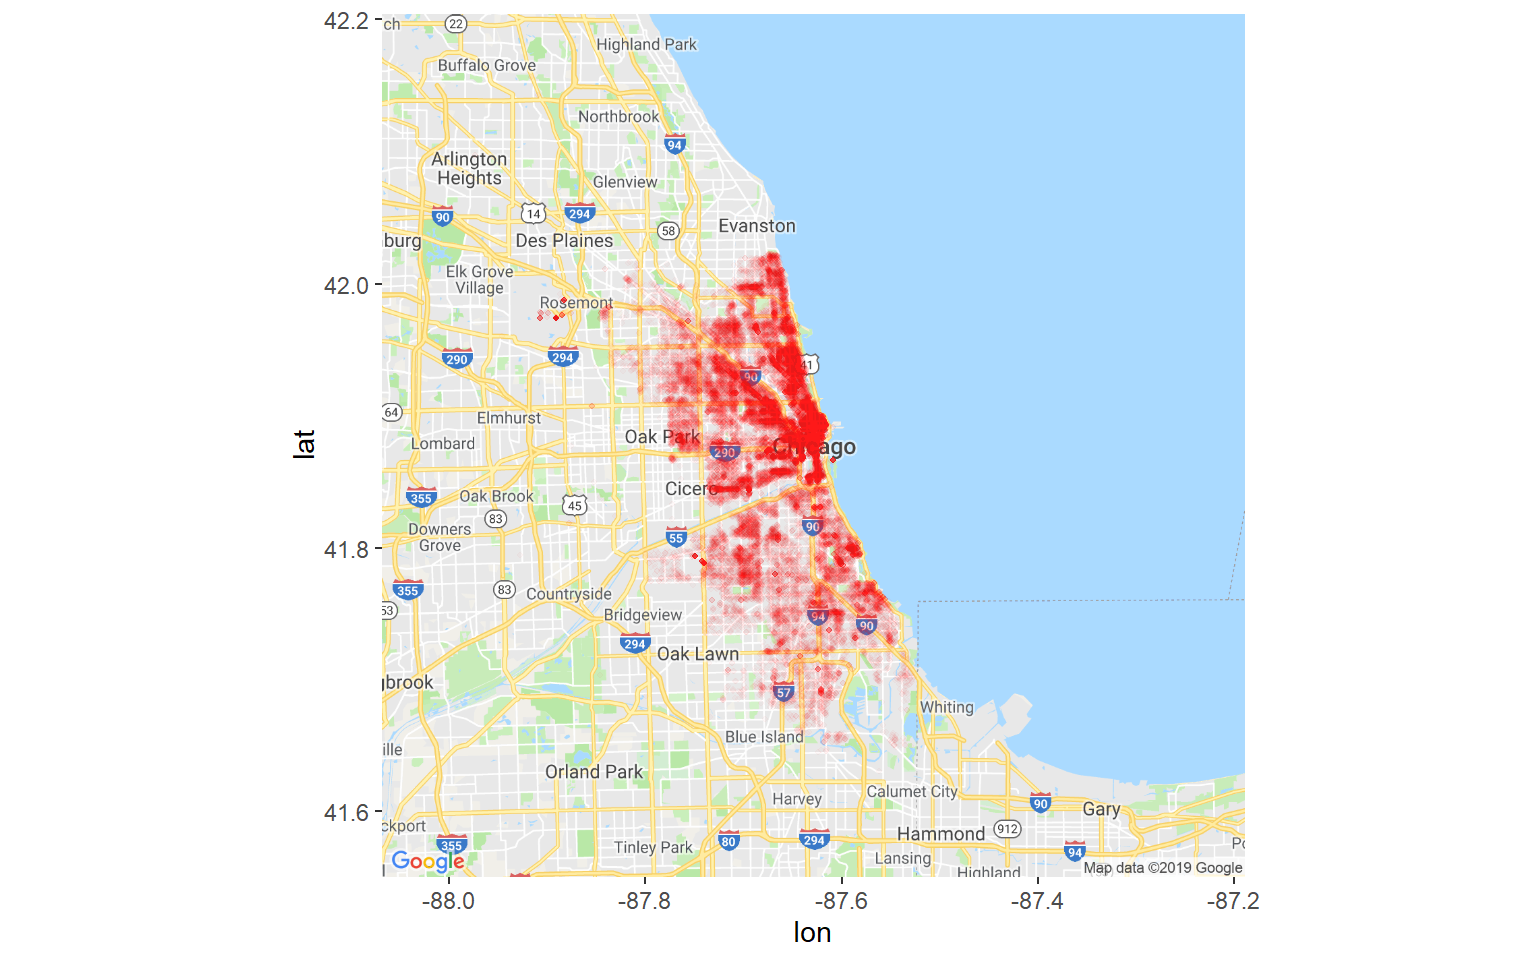 42.2
42.0
41.8
41.6
lat
ch
22
Highland Park
Buffalo Grove
Northbrook
94
Arlington
Heights
Glenview
90
14
294
58
Evanston
burg
Des Plaines
Elk Grove
Village
Rosemont
290
294
41
90
64
Elmhurst
Oak Park
Lombard
290
Chicago
Cicero
355
Oak Brook
45
83
90
Downers
Grove
55
355
83
Countryside
53
Bridgeview
94
90
294
Oak Lawn
gbrook
57
Whiting
Blue Island
ille
Orland Park
Harvey
Calumet City
90
Gary
ckport
912
Hammond
355
Tinley Park
80
294
94
Po
Google
Lansing
Highland
Map data ©2019 Google
-88.0
-87.8
-87.6
-87.4
-87.2
lon